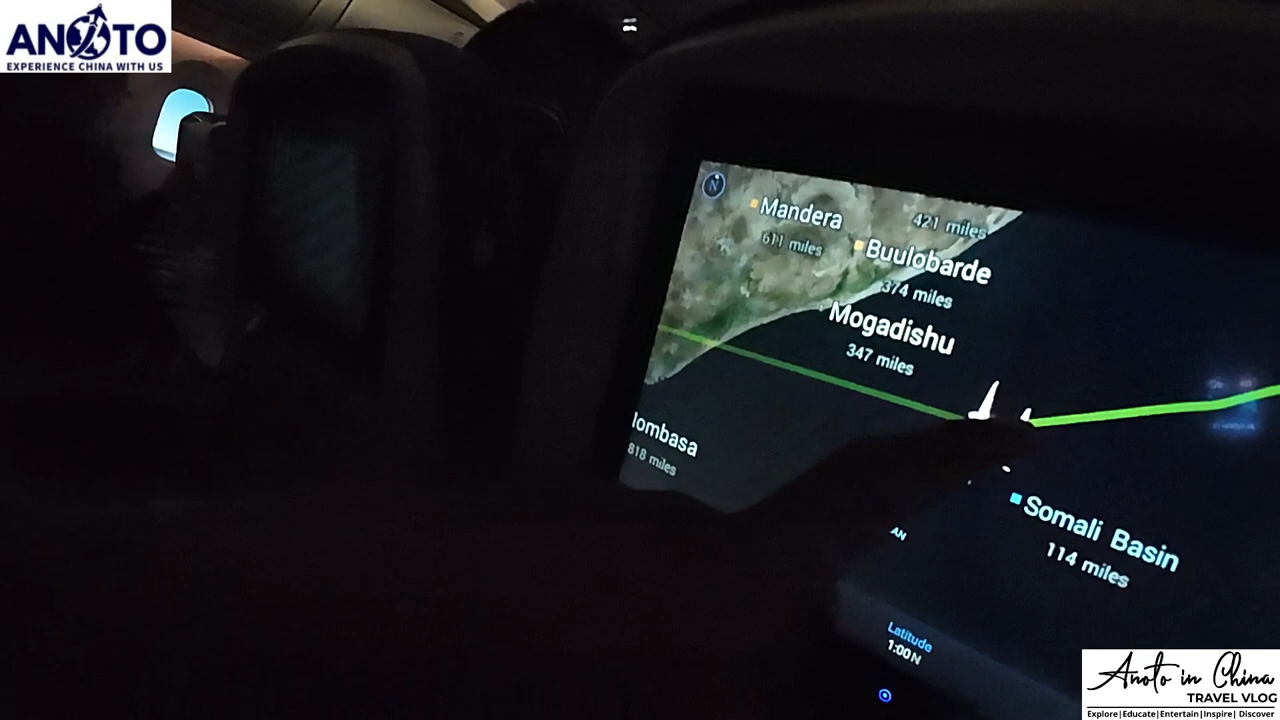 ANOTO
EXPERIENCE CHINA WITH US
N
Mandera
611 miles
421 miles
Buulobarde
374 miles
Mogadishu
347 miles
lombasa
818 miles
Somali Basin
114 miles
AN
Latitude
1:00 N
Anoto in China
TRAVEL VLOG
Explore|Educate|Entertain|Inspire| Discover